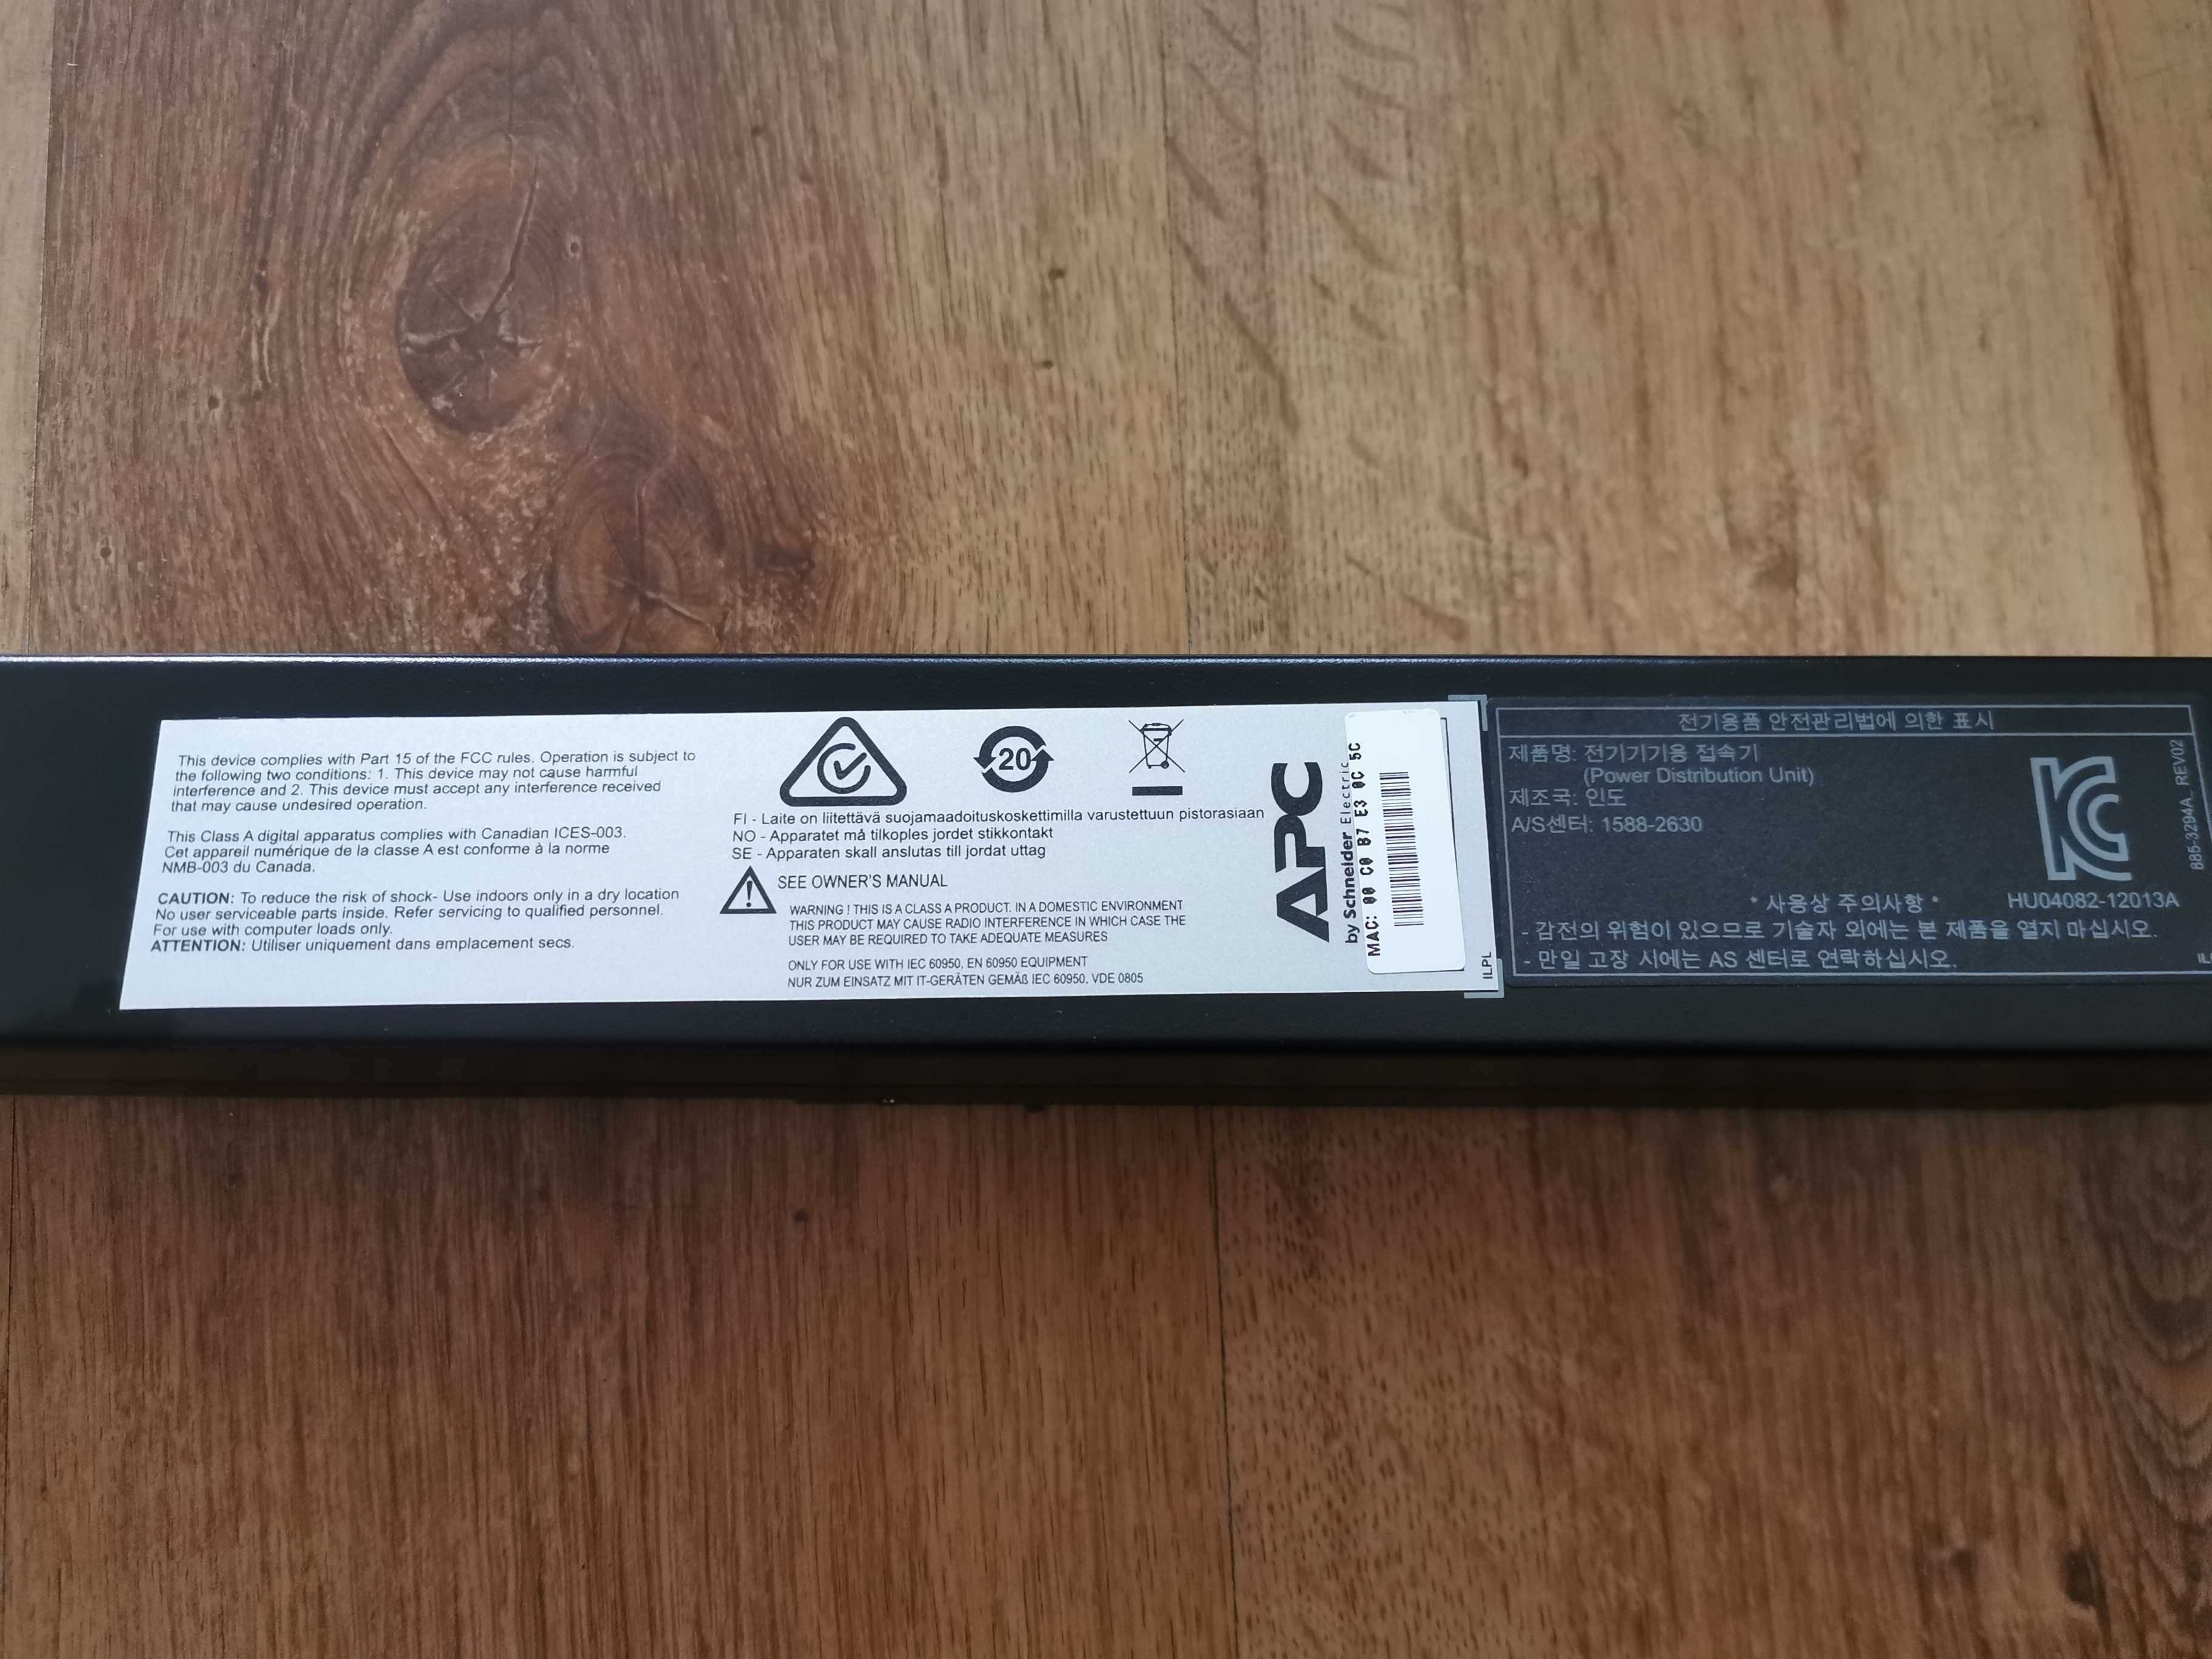 This device complies with Part 15 of the FCC rules. Operation is subject to
the following two conditions: 1. This device may not cause harmful
interference and 2. This device must accept any interference received
that may cause undesired operation.
This Class A digital apparatus complies with Canadian ICES-003.
Cet appareil numérique de la classe A est conforme à la norme
NMB-003 du Canada.
CAUTION: To reduce the risk of shock- Use indoors only in a dry location
No user serviceable parts inside. Refer servicing to qualified personnel.
For use with computer loads only.
ATTENTION: Utiliser uniquement dans emplacement secs.
20
FI - Laite on liitettävä suojamaadoituskoskettimilla varustettuun pistorasiaan
NO - Apparatet må tilkoples jordet stikkontakt
SE - Apparaten skall anslutas till jordat uttag
SEE OWNER'S MANUAL
WARNING ! THIS IS A CLASS A PRODUCT. IN A DOMESTIC ENVIRONMENT
THIS PRODUCT MAY CAUSE RADIO INTERFERENCE IN WHICH CASE THE
USER MAY BE REQUIRED TO TAKE ADEQUATE MEASURES
ONLY FOR USE WITH IEC 60950, EN 60950 EQUIPMENT
NUR ZUM EINSATZ MIT IT-GERÄTEN GEMÄß IEC 60950, VDE 0805
APC
by Schneider Electric
MAC: 00 C0 B7 E3 0C 5C
ILPL
전기용품 안전관리법에 의한 표시
제품명: 전기기기용 접속기
(Power Distribution Unit)
제조국: 인도
A/S센터: 1588-2630
HU04082-12013A
885-3294A_REV02
* 사용상 주의사항 *
- 감전의 위험이 있으므로 기술자 외에는 본 제품을 열지 마십시오.
- 만일 고장 시에는 AS 센터로 연락하십시오.